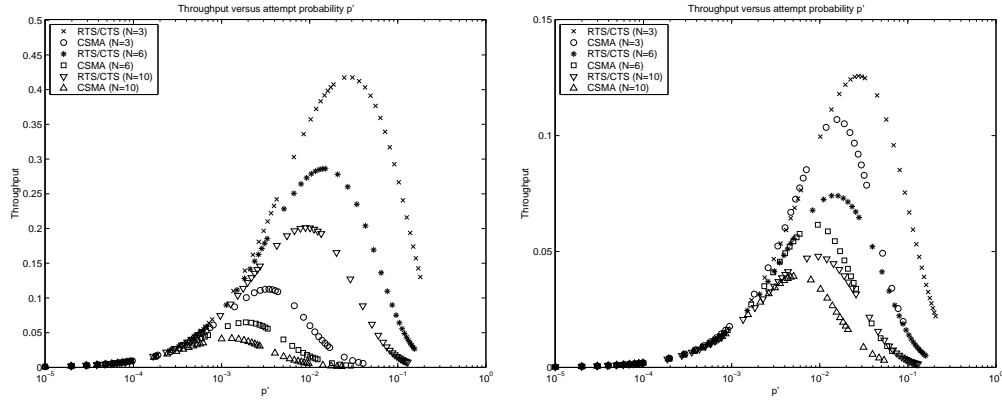 Throughput versus attempt probability p'
0.5
0.45
0.4
0.35
0.3
0.25
0.2
0.15
0.1
0.05
0
Throughput
RTS/CTS (N=3)
CSMA (N=3)
RTS/CTS (N=6)
CSMA (N=6)
RTS/CTS (N=10)
CSMA (N=10)
10^-5
10^-4
10^-3
10^-2
10^-1
10^0
p'
Throughput versus attempt probability p'
0.15
0.1
0.05
0
Throughput
RTS/CTS (N=3)
CSMA (N=3)
RTS/CTS (N=6)
CSMA (N=6)
RTS/CTS (N=10)
CSMA (N=10)
10^-5
10^-4
10^-3
10^-2
10^-1
10^0
p'